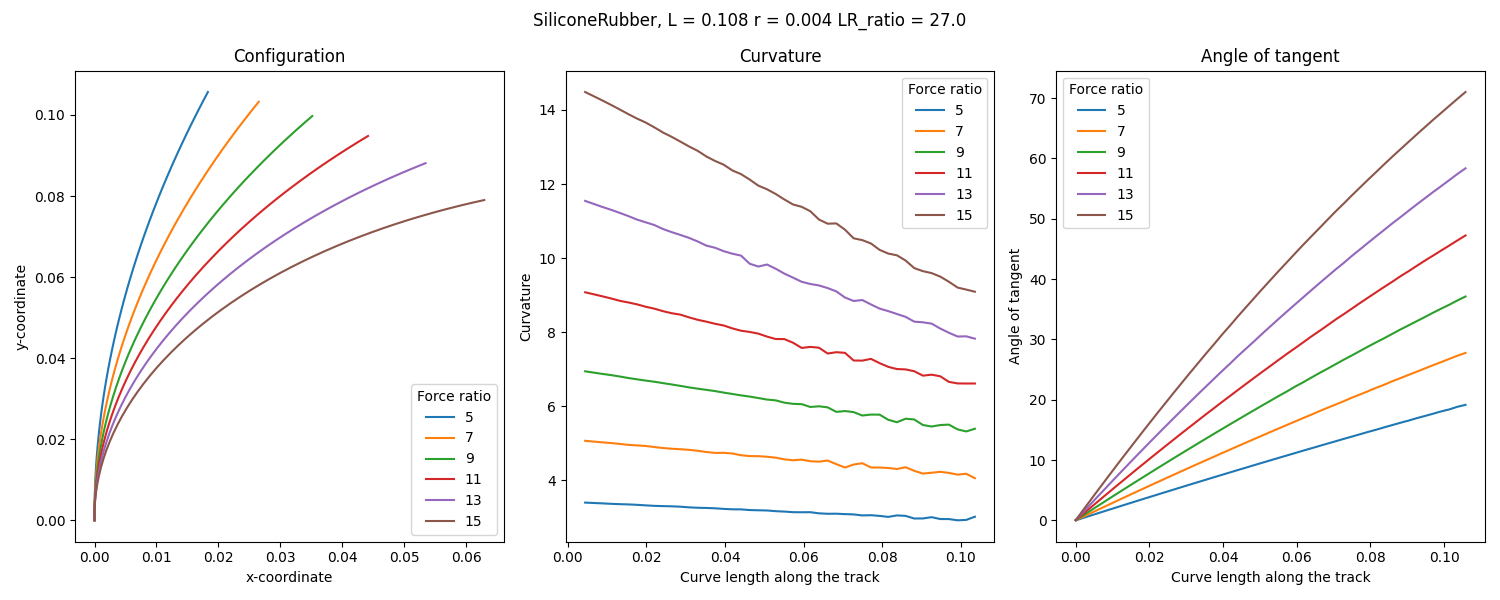 SiliconeRubber, L = 0.108 r = 0.004 LR_ratio = 27.0
Configuration
y-coordinate
0.10
0.08
0.06
0.04
0.02
0.00
0.00 0.01 0.02 0.03 0.04 0.05 0.06
x-coordinate
Force ratio
5
7
9
11
13
15
Curvature
Curvature
14
12
10
8
6
4
0.00 0.02 0.04 0.06 0.08 0.10
Curve length along the track
Force ratio
5
7
9
11
13
15
Angle of tangent
Angle of tangent
70
60
50
40
30
20
10
0
0.00 0.02 0.04 0.06 0.08 0.10
Curve length along the track
Force ratio
5
7
9
11
13
15